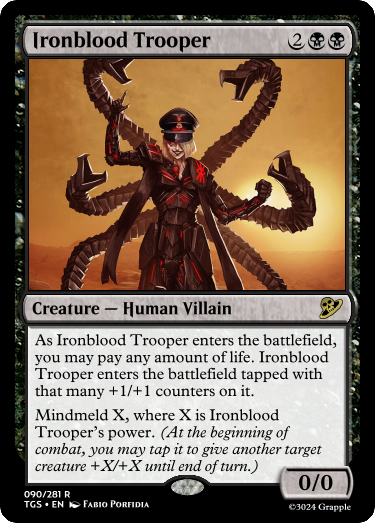 Ironblood Trooper 2
Creature — Human Villain
As Ironblood Trooper enters the battlefield,
you may pay any amount of life. Ironblood
Trooper enters the battlefield tapped with
that many +1/+1 counters on it.
Mindmeld X, where X is Ironblood
Trooper's power. (At the beginning of
combat, you may tap it to give another target
creature +X/+X until end of turn.)
0/0
090/281 R
TGS • EN Fabio Porfidia
©3024 Grapple